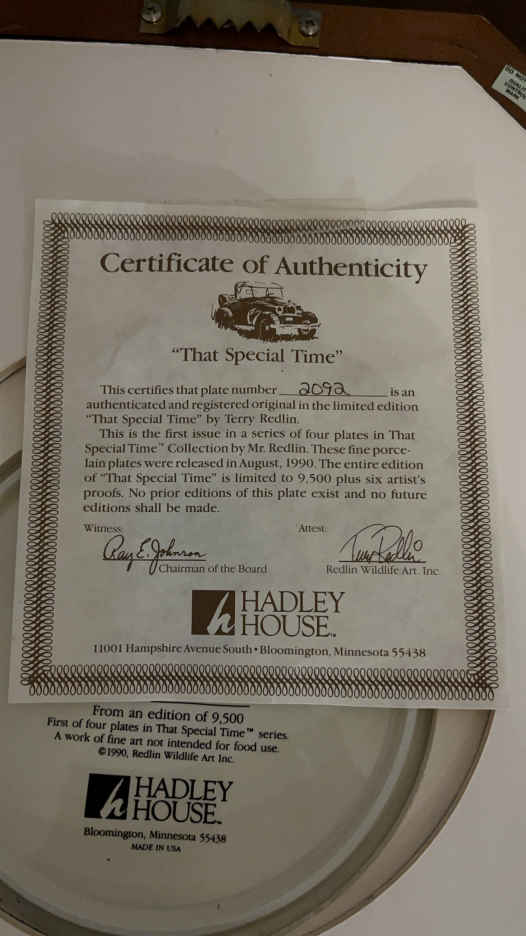 Certificate of Authenticity
"That Special Time"
This certifies that plate number 2092 is an
authenticated and registered original in the limited edition
"That Special Time" by Terry Redlin.
This is the first issue in a series of four plates in That
Special Time™ Collection by Mr. Redlin. These fine porce-
lain plates were released in August, 1990. The entire edition
of "That Special Time" is limited to 9,500 plus six artist's
proofs. No prior editions of this plate exist and no future
editions shall be made.
Witness: Attest:
Ray E. Johnson Terry Redlin
Chairman of the Board Redlin Wildlife Art. Inc.
h HADLEY
HOUSE™
11001 Hampshire Avenue South • Bloomington, Minnesota 55438
From an edition of 9,500
First of four plates in That Special Time™ series.
A work of fine art not intended for food use.
©1990, Redlin Wildlife Art Inc.
h HADLEY
HOUSE™
Bloomington, Minnesota 55438
MADE IN USA